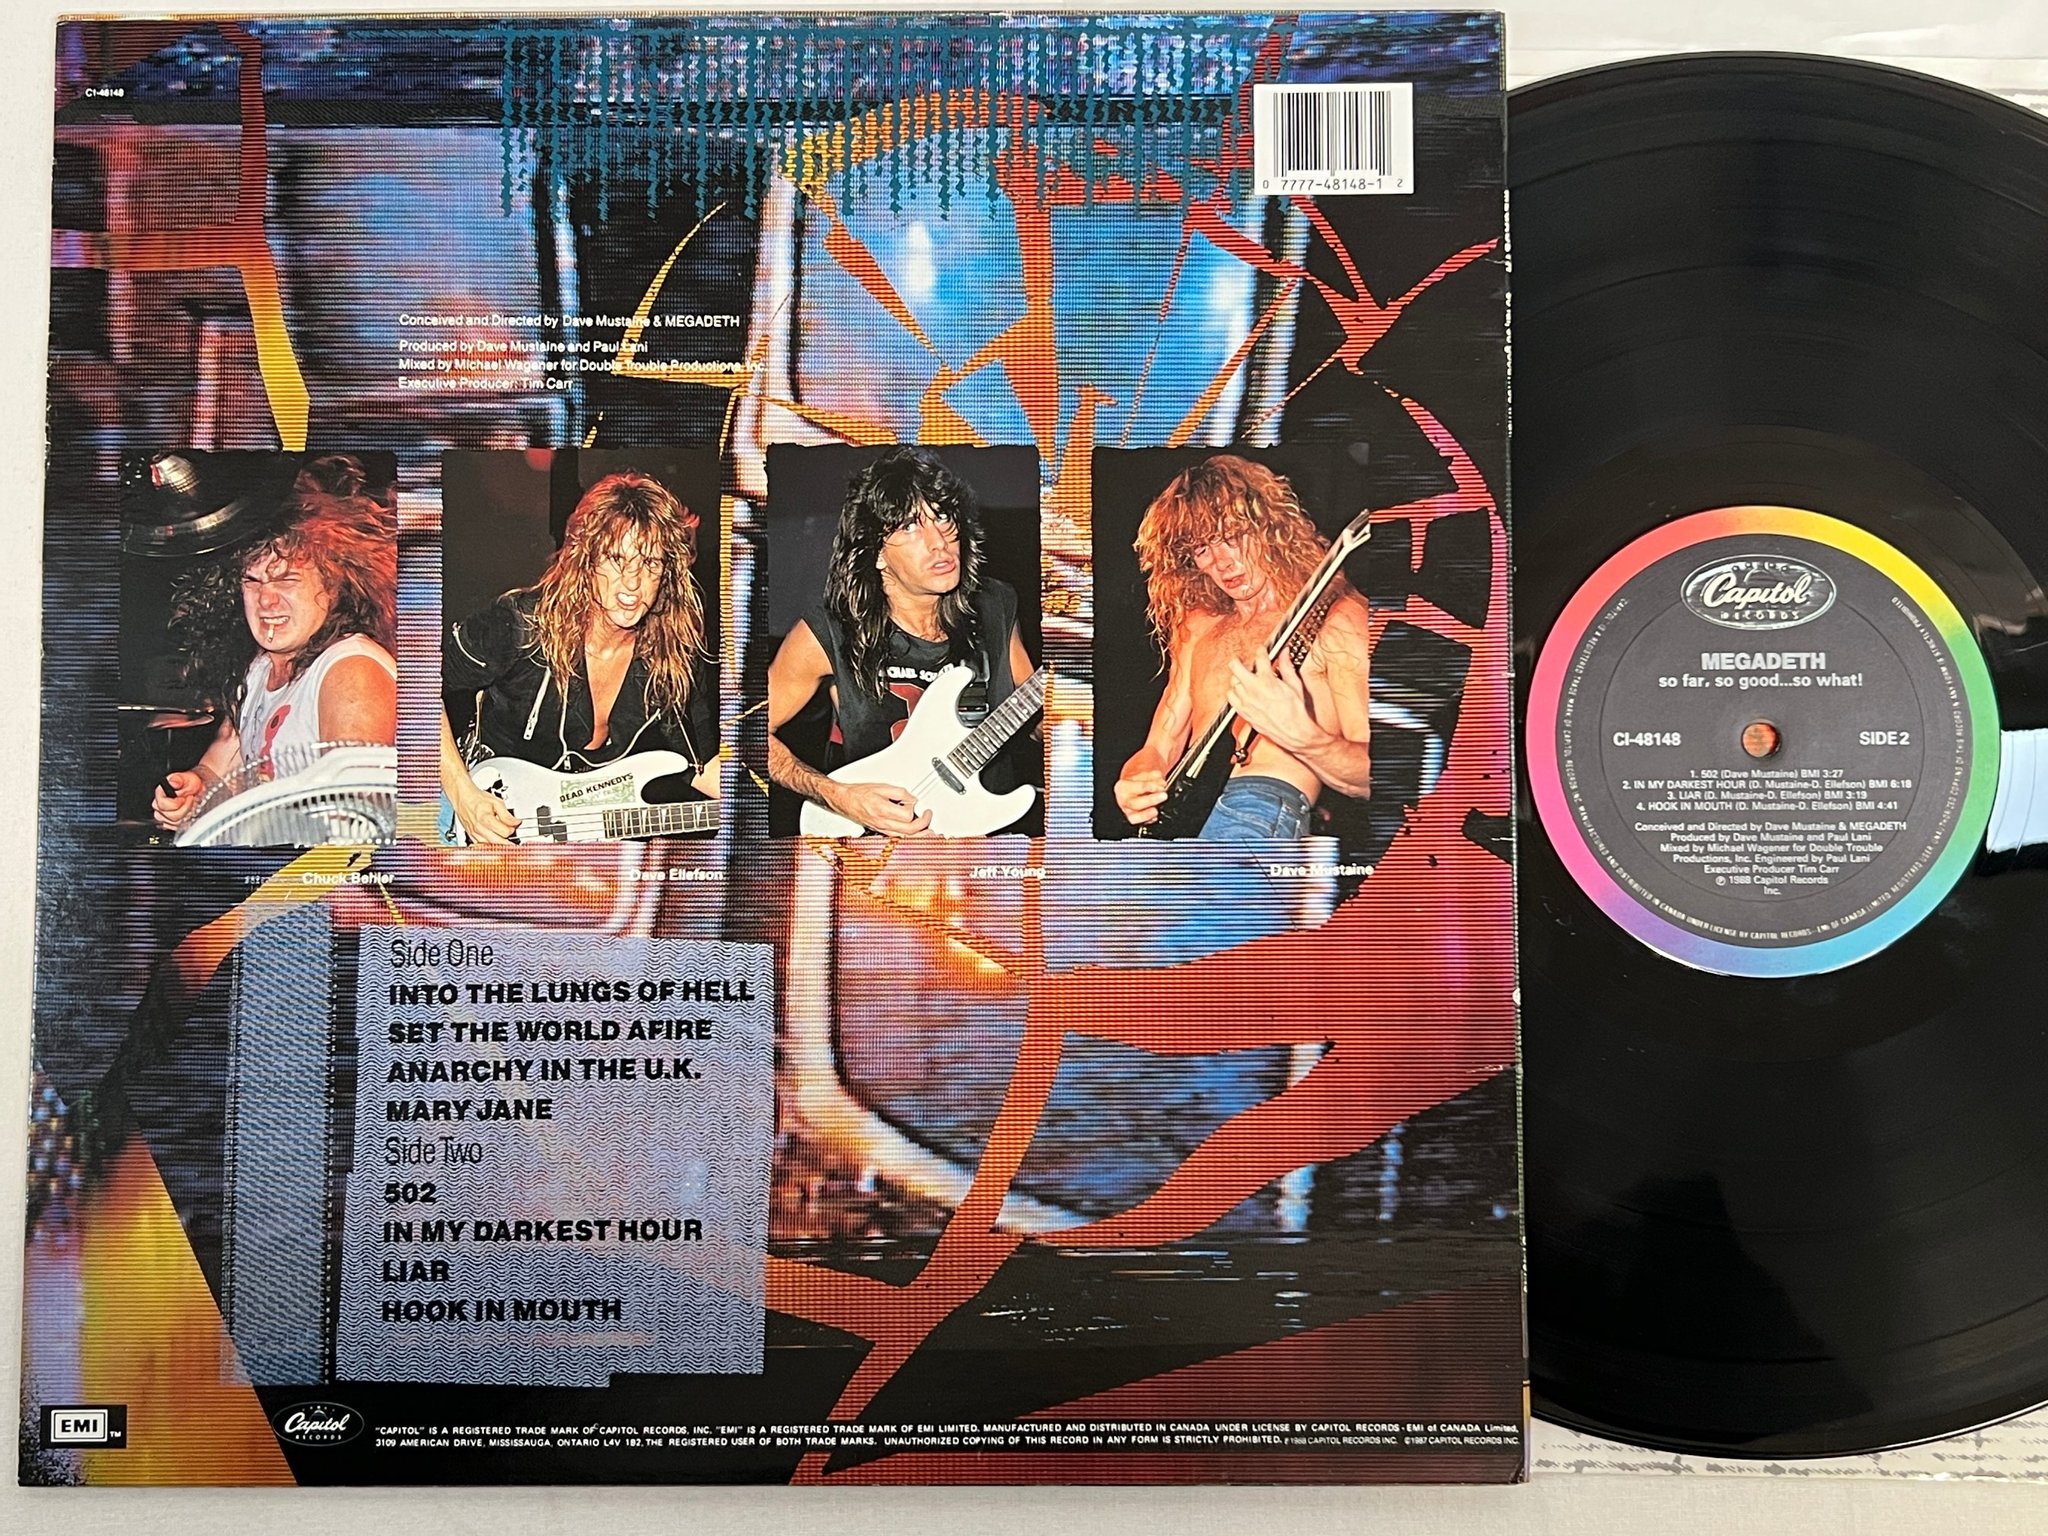 C1-48148
0 7777-48148-1 2
Conceived and Directed by Dave Mustaine & MEGADETH
Produced by Dave Mustaine and Paul Lani
Mixed by Michael Wagener for Double Trouble Productions, Inc
Executive Producer: Tim Carr
MICHAEL SCHENKER
DEAD KENNEDYS
Chuck Behler
Dave Ellefson
Jeff Young
Dave Mustaine
Side One
INTO THE LUNGS OF HELL
SET THE WORLD AFIRE
ANARCHY IN THE U.K.
MARY JANE
Side Two
502
IN MY DARKEST HOUR
LIAR
HOOK IN MOUTH
EMI TM
Capitol
RECORDS
"CAPITOL" IS A REGISTERED TRADE MARK OF CAPITOL RECORDS, INC. "EMI" IS A REGISTERED TRADE MARK OF EMI LIMITED. MANUFACTURED AND DISTRIBUTED IN CANADA UNDER LICENSE BY CAPITOL RECORDS - EMI of CANADA Limited,
3109 AMERICAN DRIVE, MISSISSAUGA, ONTARIO L4V 1B2, THE REGISTERED USER OF BOTH TRADE MARKS. UNAUTHORIZED COPYING OF THIS RECORD IN ANY FORM IS STRICTLY PROHIBITED. ℗1988 CAPITOL RECORDS INC. ©1987 CAPITOL RECORDS INC.
Capitol
RECORDS
MEGADETH
so far, so good...so what!
CI-48148
SIDE 2
1. 502 (Dave Mustaine) BMI 3:27
2. IN MY DARKEST HOUR (D. Mustaine-D. Ellefson) BMI 6:18
3. LIAR (D. Mustaine-D. Ellefson) BMI 3:19
4. HOOK IN MOUTH (D. Mustaine-D. Ellefson) BMI 4:41
Conceived and Directed by Dave Mustaine & MEGADETH
Produced by Dave Mustaine and Paul Lani
Mixed by Michael Wagener for Double Trouble
Productions, Inc. Engineered by Paul Lani
Executive Producer Tim Carr
℗ 1988 Capitol Records
Inc.